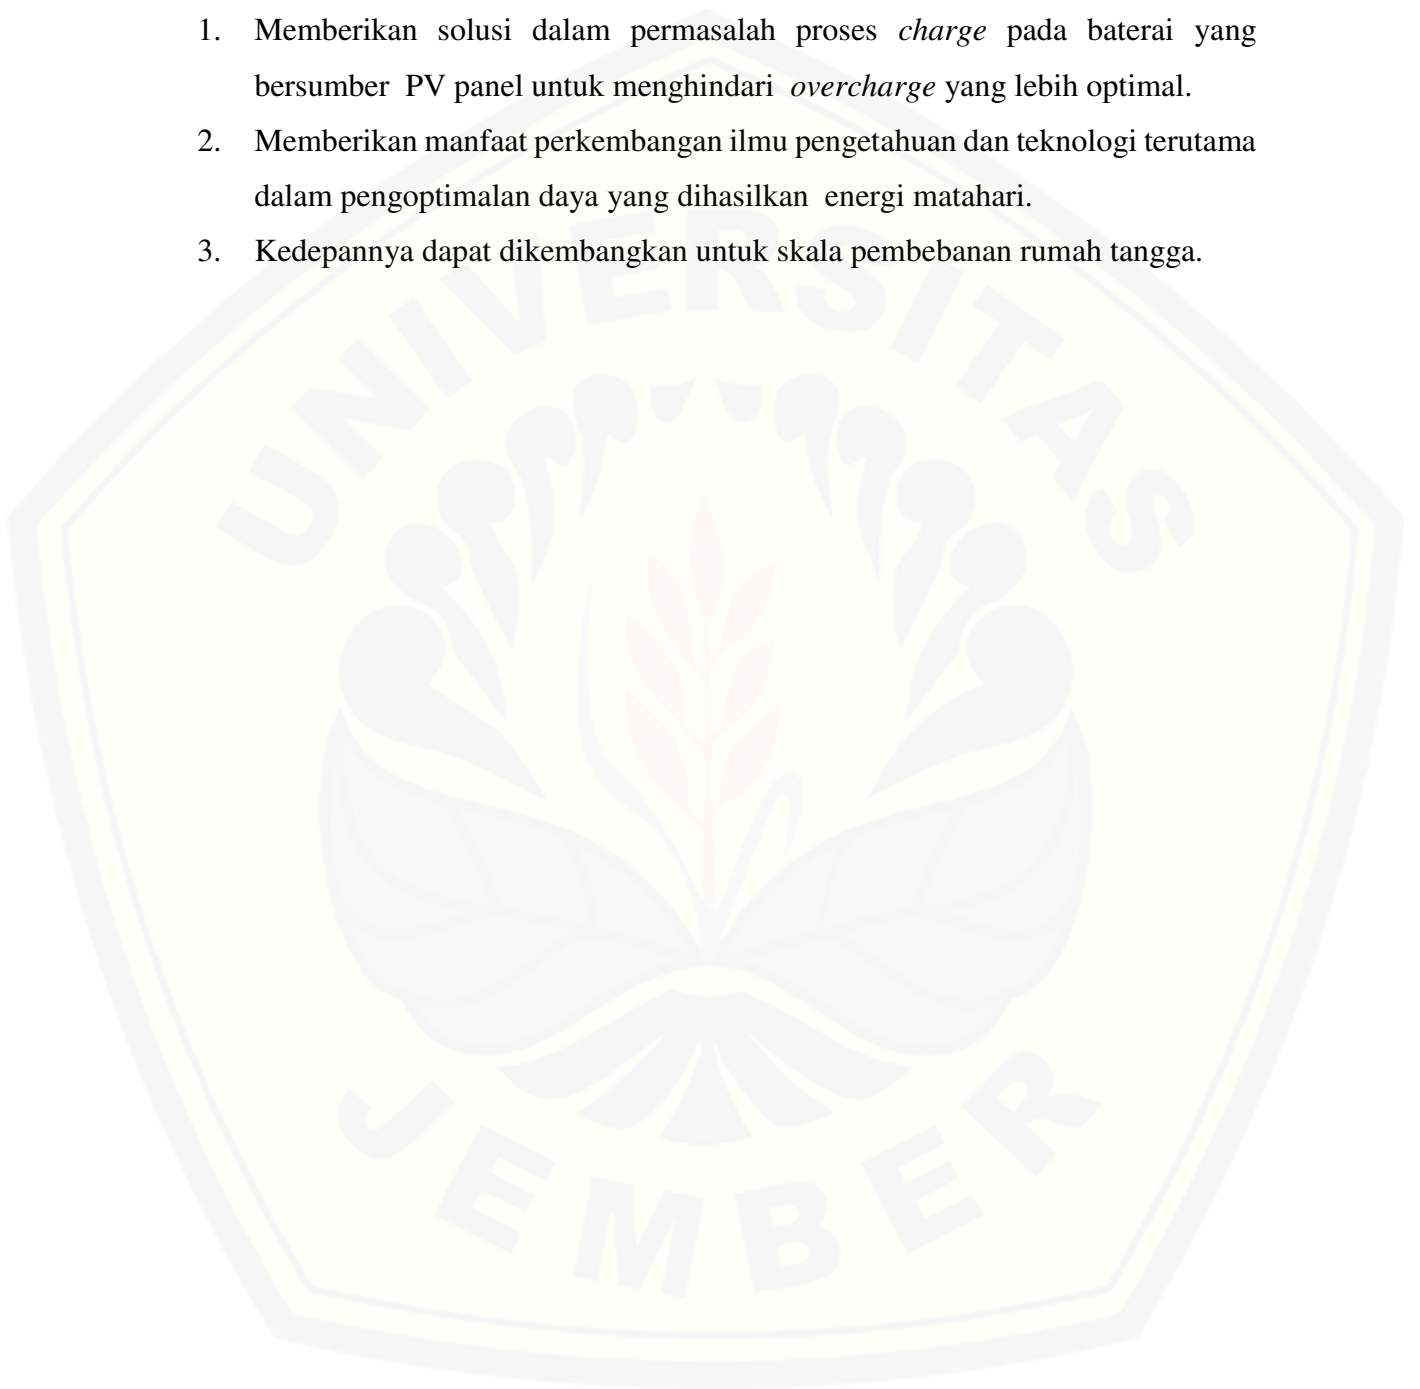 1. Memberikan solusi dalam permasalah proses charge pada baterai yang
bersumber PV panel untuk menghindari overcharge yang lebih optimal.
2. Memberikan manfaat perkembangan ilmu pengetahuan dan teknologi terutama
dalam pengoptimalan daya yang dihasilkan energi matahari.
3. Kedepannya dapat dikembangkan untuk skala pembebanan rumah tangga.
UNIVERSITAS
JEMBER